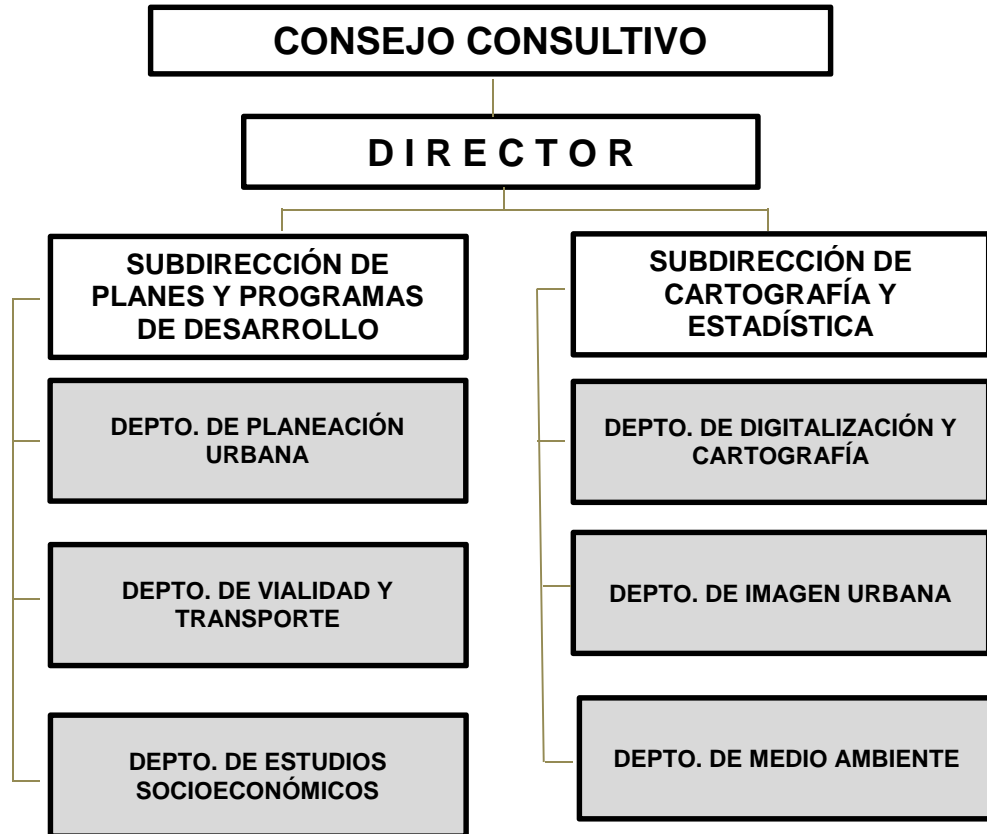 CONSEJO CONSULTIVO
D I R E C T O R
SUBDIRECCIÓN DE
PLANES Y PROGRAMAS
DE DESARROLLO
DEPTO. DE PLANEACIÓN
URBANA
DEPTO. DE VIALIDAD Y
TRANSPORTE
DEPTO. DE ESTUDIOS
SOCIOECONÓMICOS
SUBDIRECCIÓN DE
CARTOGRAFÍA Y
ESTADÍSTICA
DEPTO. DE DIGITALIZACIÓN Y
CARTOGRAFÍA
DEPTO. DE IMAGEN URBANA
DEPTO. DE MEDIO AMBIENTE